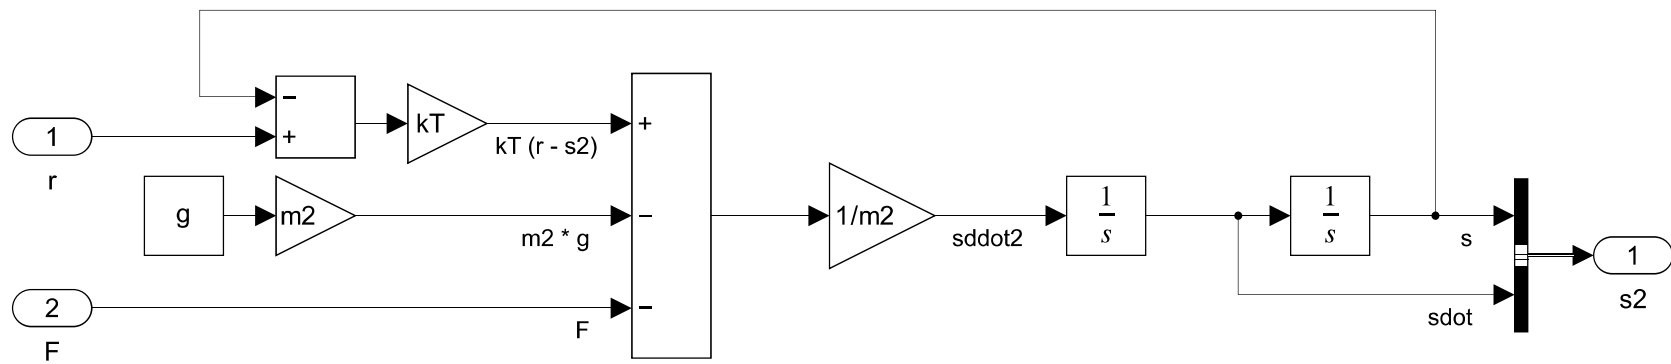 −
+
1
r
kT
kT (r - s2)
g
m2
m2 * g
2
F
F
+
−
−
1/m2
sddot2
1
s
1
s
s
sdot
1
s2